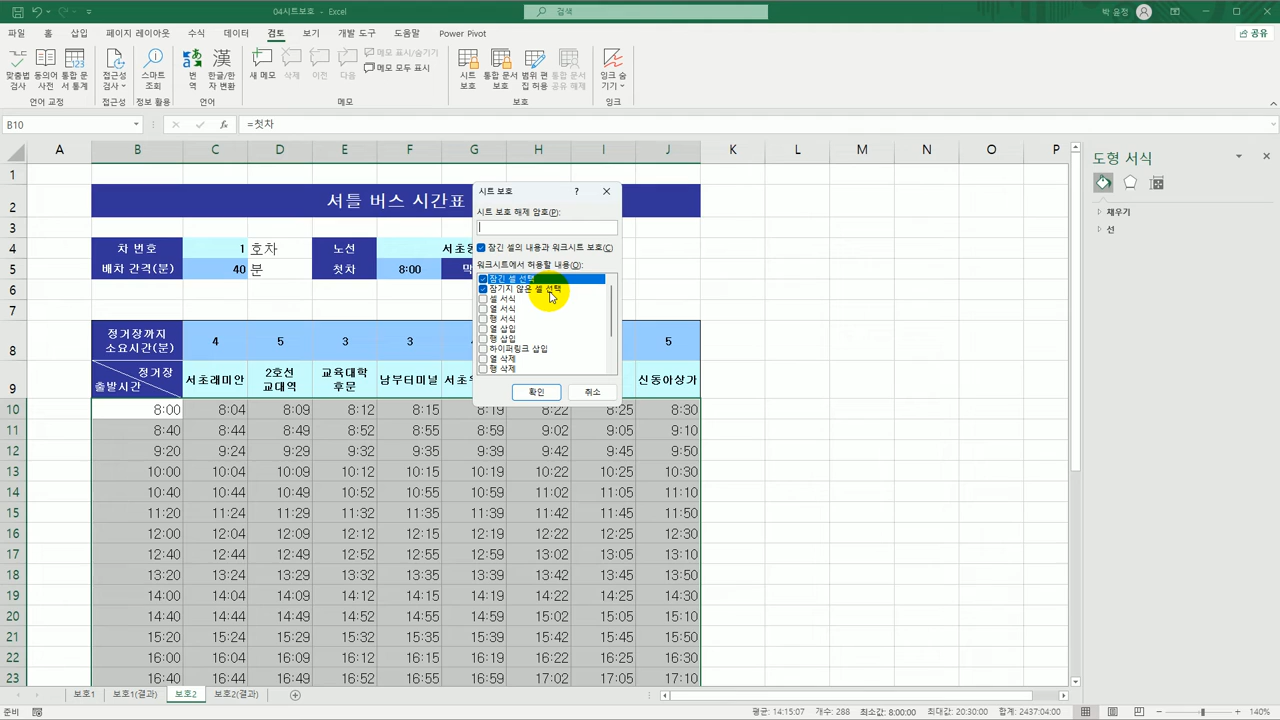 04시트보호 - Excel
검색
박 윤정
파일 홈 삽입 페이지 레이아웃 수식 데이터 검토 보기 개발 도구 도움말 Power Pivot
공유
맞춤법 검사
동의어 사전
통합 문서 통계
접근성 검사
스마트 조회
번역
한글/한자 변환
새 메모
삭제
이전
다음
메모 표시/숨기기
메모 모두 표시
시트 보호
통합 문서 보호
범위 편집 허용
통합 문서 공유 해제
잉크 숨기기
언어 교정 접근성 정보 활용 언어 메모 보호 잉크
B10 fx =첫차
A B C D E F G H I J K L M N O P
1
2 셔틀 버스 시간표
3
4 차 번호 1 호차 노선 서초동
5 배차 간격(분) 40 분 첫차 8:00 막
6
7
8 정거장까지 소요시간(분) 4 5 3 3 5
9 정거장 출발시간 서초래미안 2호선 교대역 교육대학 후문 남부터미널 신동아상가
10 8:00 8:04 8:09 8:12 8:15 8:19 8:22 8:25 8:30
11 8:40 8:44 8:49 8:52 8:55 8:59 9:02 9:05 9:10
12 9:20 9:24 9:29 9:32 9:35 9:39 9:42 9:45 9:50
13 10:00 10:04 10:09 10:12 10:15 10:19 10:22 10:25 10:30
14 10:40 10:44 10:49 10:52 10:55 10:59 11:02 11:05 11:10
15 11:20 11:24 11:29 11:32 11:35 11:39 11:42 11:45 11:50
16 12:00 12:04 12:09 12:12 12:15 12:19 12:22 12:25 12:30
17 12:40 12:44 12:49 12:52 12:55 12:59 13:02 13:05 13:10
18 13:20 13:24 13:29 13:32 13:35 13:39 13:42 13:45 13:50
19 14:00 14:04 14:09 14:12 14:15 14:19 14:22 14:25 14:30
20 14:40 14:44 14:49 14:52 14:55 14:59 15:02 15:05 15:10
21 15:20 15:24 15:29 15:32 15:35 15:39 15:42 15:45 15:50
22 16:00 16:04 16:09 16:12 16:15 16:19 16:22 16:25 16:30
23 16:40 16:44 16:49 16:52 16:55 16:59 17:02 17:05 17:10
시트 보호 ?
시트 보호 해제 암호(P):
잠긴 셀의 내용과 워크시트 보호(C)
워크시트에서 허용할 내용(O):
잠긴 셀 선택
잠기지 않은 셀 선택
셀 서식
열 서식
행 서식
열 삽입
행 삽입
하이퍼링크 삽입
열 삭제
행 삭제
확인 취소
도형 서식
채우기
선
보호1 보호1(결과) 보호2 보호2(결과)
준비
평균: 14:15:07 개수: 288 최소값: 8:00:00 최대값: 20:30:00 합계: 2437:04:00
140%